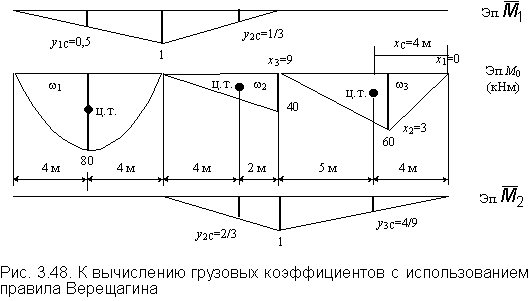 Эп. M̅₁
y1C=0,5
y2C=1/3
1
xC=4 м
x3=9
x1=0
Эп. M0
(кНм)
ω1
ц.т.
ц.т.
ω2
ц.т.
ω3
40
x2=3
60
80
4 м
4 м
4 м
2 м
5 м
4 м
Эп. M̅₂
y2C=2/3
1
y3C=4/9
Рис. 3.48. К вычислению грузовых коэффициентов с использованием
правила Верещагина